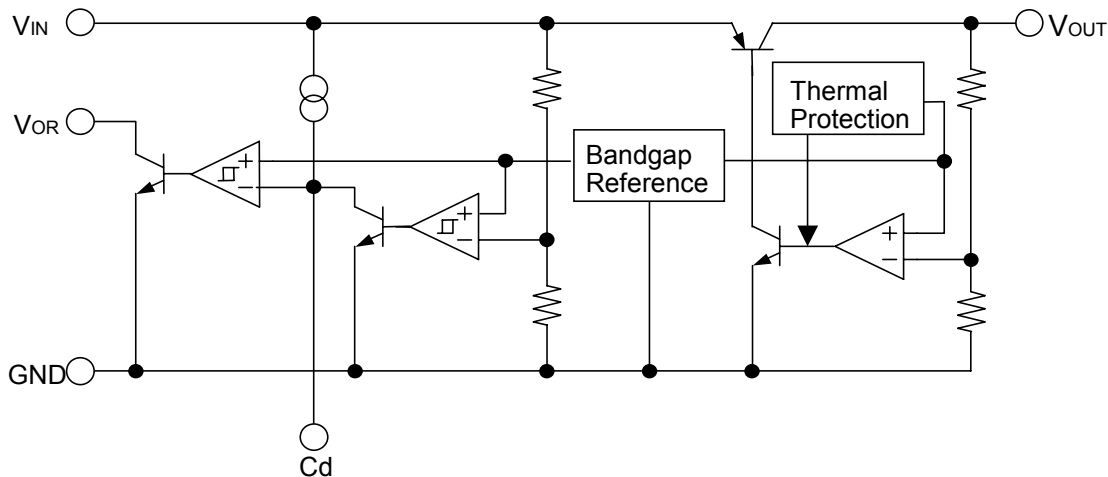 VIN
VOUT
Thermal
Protection
VOR
Bandgap
Reference
+
−
+
−
+
−
GND
Cd